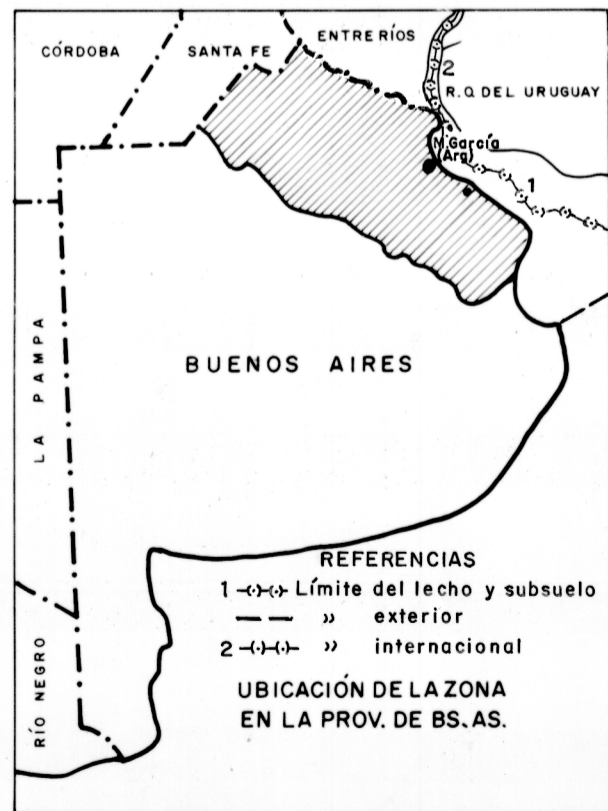 CÓRDOBA
SANTA FE
ENTRE RÍOS
2
R.O. DEL URUGUAY
M. García
(Arg)
1
LA PAMPA
BUENOS AIRES
RÍO NEGRO
REFERENCIAS
1 Límite del lecho y subsuelo
" exterior
2 " internacional
UBICACIÓN DE LA ZONA
EN LA PROV. DE BS. AS.